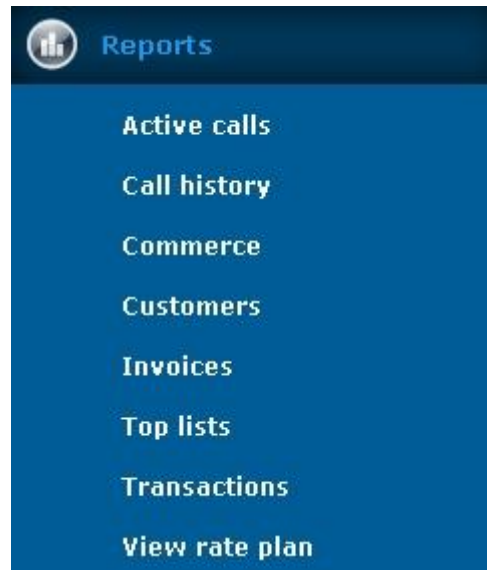 Reports
Active calls
Call history
Commerce
Customers
Invoices
Top lists
Transactions
View rate plan